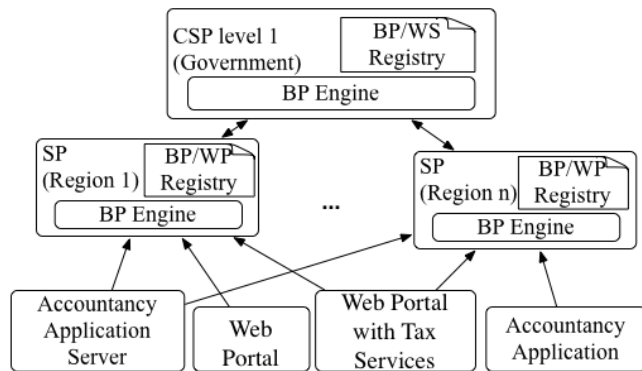 CSP level 1
(Government)
BP/WS
Registry
BP Engine
SP
(Region 1)
BP/WP
Registry
BP Engine
...
SP
(Region n)
BP/WP
Registry
BP Engine
Accountancy
Application
Server
Web
Portal
Web Portal
with Tax
Services
Accountancy
Application